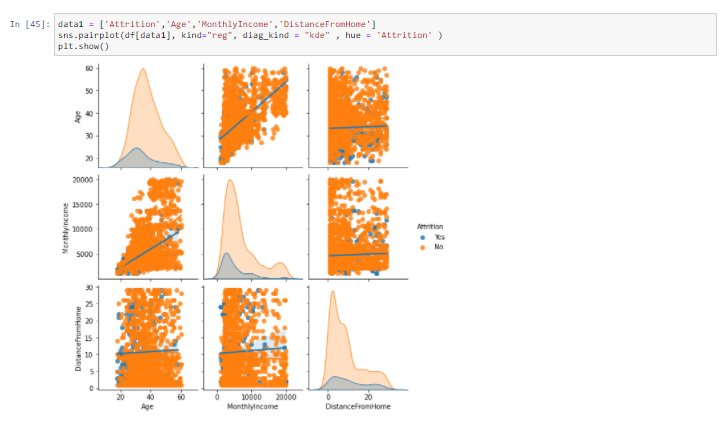 In [45]: data1 = ['Attrition','Age','MonthlyIncome','DistanceFromHome']
sns.pairplot(df[data1], kind="reg", diag_kind = "kde" , hue = 'Attrition' )
plt.show()
60
50
40
30
20
Age
20000
15000
10000
5000
MonthlyIncome
Attrition
Yes
No
30
25
20
15
10
5
0
DistanceFromHome
20 40 60 0 10000 20000 0 20
Age MonthlyIncome DistanceFromHome